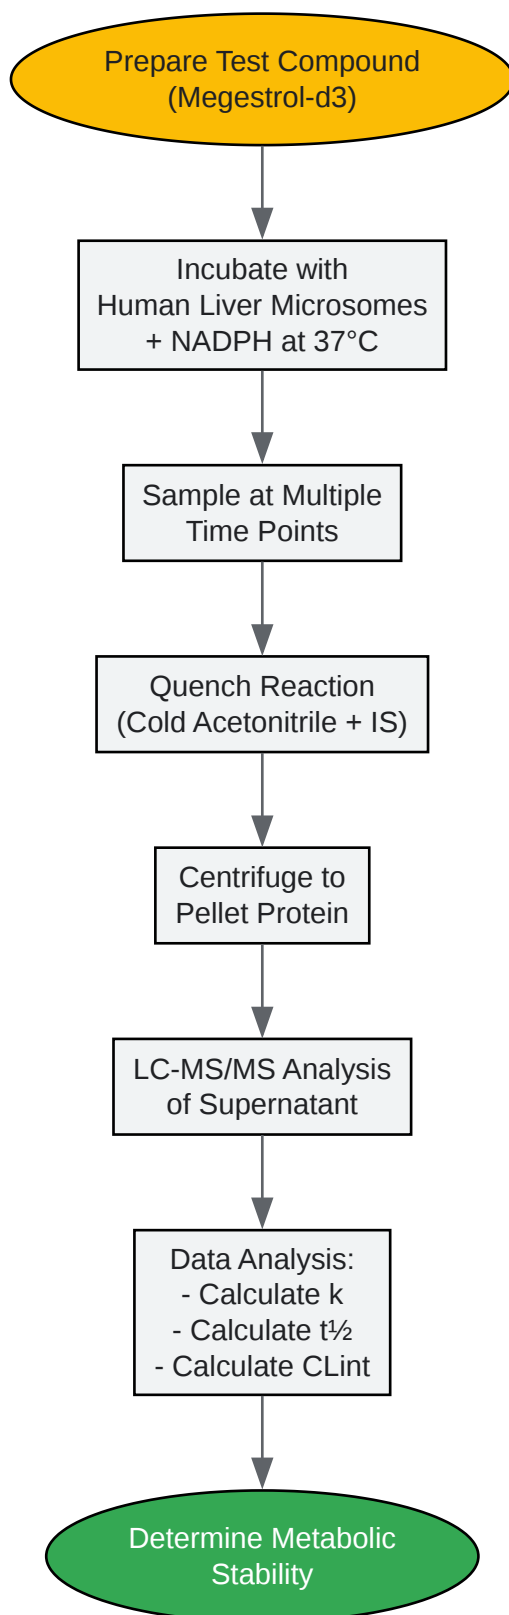 Prepare Test Compound
(Megestrol-d3)
Incubate with
Human Liver Microsomes
+ NADPH at 37°C
Sample at Multiple
Time Points
Quench Reaction
(Cold Acetonitrile + IS)
Centrifuge to
Pellet Protein
LC-MS/MS Analysis
of Supernatant
Data Analysis:
- Calculate k
- Calculate t½
- Calculate CLint
Determine Metabolic
Stability